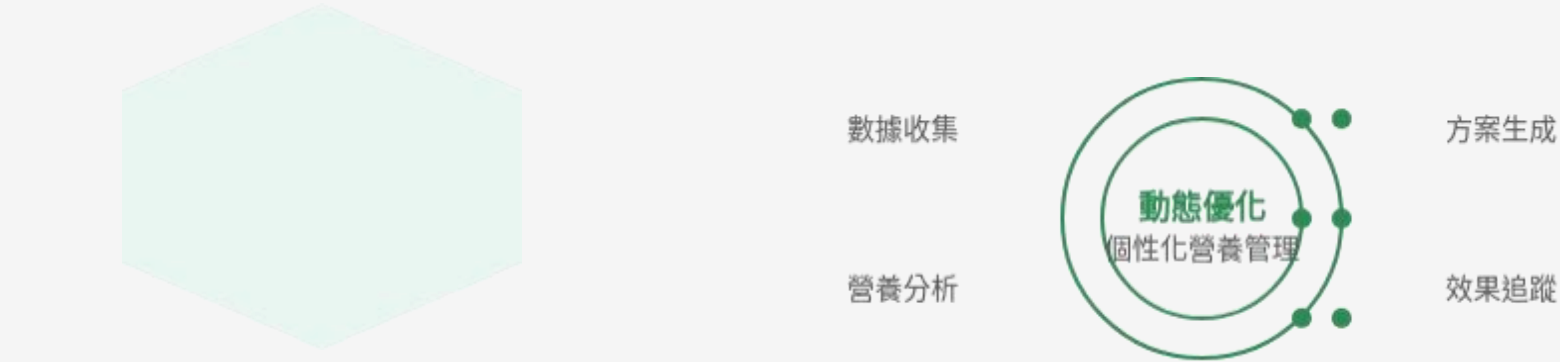 數據收集
方案生成
動態優化
個性化營養管理
營養分析
效果追蹤